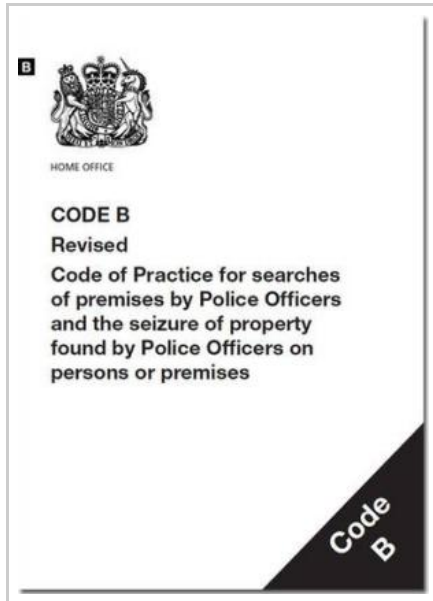 B
HOME OFFICE
CODE B
Revised
Code of Practice for searches
of premises by Police Officers
and the seizure of property
found by Police Officers on
persons or premises
Code
B